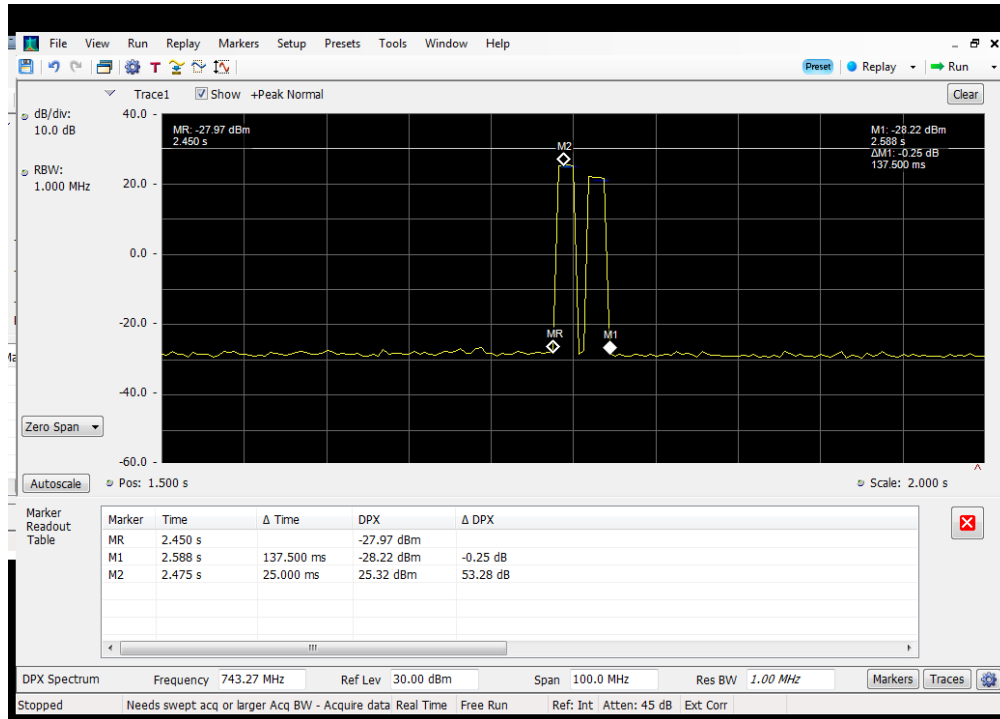 File View Run Replay Markers Setup Presets Tools Window Help
T Preset Replay Run
Trace1 Show +Peak Normal Clear
dB/div:
10.0 dB
RBW:
1.000 MHz
40.0
20.0
0.0
-20.0
-40.0
-60.0
MR: -27.97 dBm
2.450 s
M1: -28.22 dBm
2.588 s
ΔM1: -0.25 dB
137.500 ms
M2
MR
M1
Zero Span
Autoscale Pos: 1.500 s Scale: 2.000 s
Marker
Readout
Table
Marker Time Δ Time DPX Δ DPX
MR 2.450 s -27.97 dBm
M1 2.588 s 137.500 ms -28.22 dBm -0.25 dB
M2 2.475 s 25.000 ms 25.32 dBm 53.28 dB
DPX Spectrum Frequency 743.27 MHz Ref Lev 30.00 dBm Span 100.0 MHz Res BW 1.00 MHz Markers Traces
Stopped Needs swept acq or larger Acq BW - Acquire data Real Time Free Run Ref: Int Atten: 45 dB Ext Corr